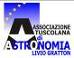 ASSOCIAZIONE
TUSCOLANA
di
ASTRONOMIA
LIVIO GRATTON